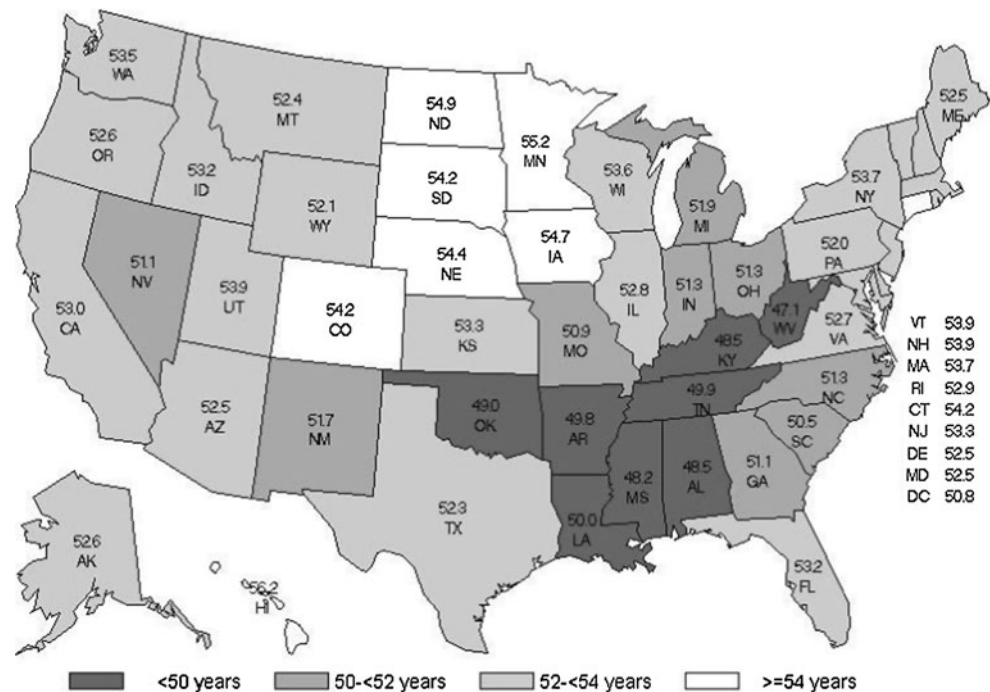 53.5
WA
52.6
OR
53.2
ID
52.4
MT
52.1
WY
54.9
ND
54.2
SD
54.4
NE
55.2
MN
54.7
IA
53.6
WI
51.9
MI
52.5
ME
53.7
NY
52.0
PA
51.3
OH
51.3
IN
52.8
IL
53.0
CA
51.1
NV
53.9
UT
54.2
CO
53.3
KS
50.9
MO
48.5
KY
47.1
WV
52.7
VA
51.3
NC
49.9
TN
50.5
SC
52.5
AZ
51.7
NM
49.0
OK
49.8
AR
48.2
MS
48.5
AL
51.1
GA
52.3
TX
50.0
LA
53.2
FL
52.6
AK
56.2
HI
VT 53.9
NH 53.9
MA 53.7
RI 52.9
CT 54.2
NJ 53.3
DE 52.5
MD 52.5
DC 50.8
<50 years 50-<52 years 52-<54 years >=54 years